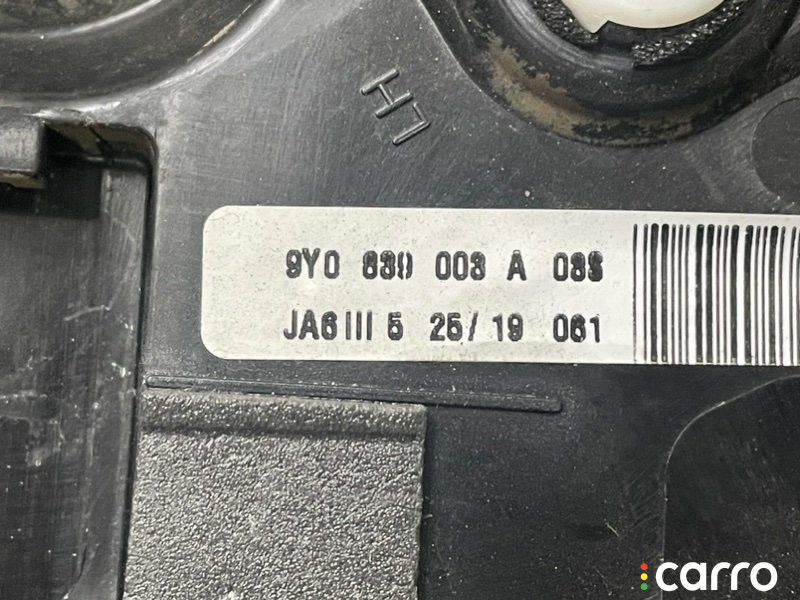 LH
9Y0 839 003 A 03S
JA6 III 5 25/19 061
carro